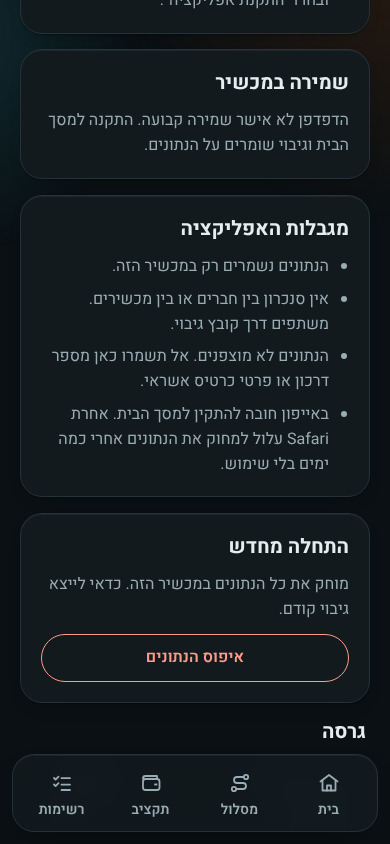 ובחרו התקנת אפליקציה".
שמירה במכשיר
הדפדפן לא אישר שמירה קבועה. התקנה למסך
הבית וגיבוי שומרים על הנתונים.
מגבלות האפליקציה
הנתונים נשמרים רק במכשיר הזה.
אין סנכרון בין חברים או בין מכשירים.
משתפים דרך קובץ גיבוי.
הנתונים לא מוצפנים. אל תשמרו כאן מספר
דרכון או פרטי כרטיס אשראי.
באייפון חובה להתקין למסך הבית. אחרת
Safari עלול למחוק את הנתונים אחרי כמה
ימים בלי שימוש.
התחלה מחדש
מוחק את כל הנתונים במכשיר הזה. כדאי לייצא
גיבוי קודם.
איפוס הנתונים
גרסה
בית
מסלול
תקציב
רשימות